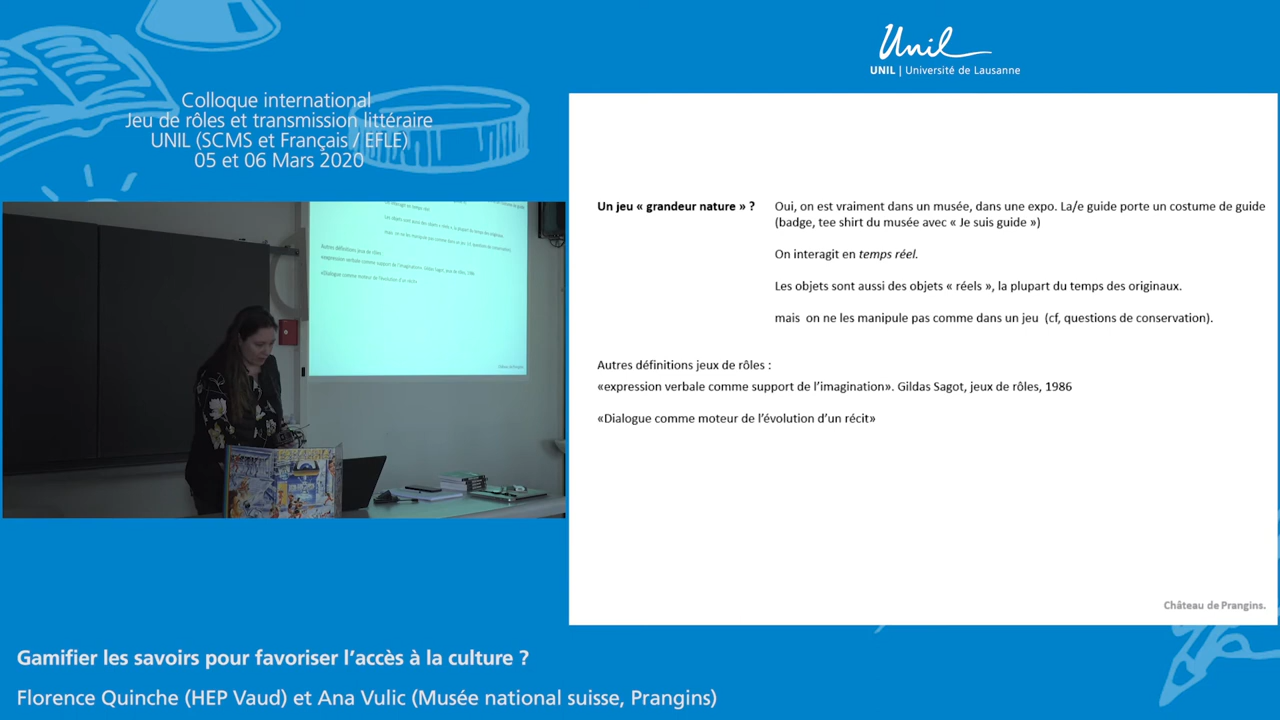 Unil
UNIL | Université de Lausanne
Colloque international
Jeu de rôles et transmission littéraire
UNIL (SCMS et Français / EFLE)
05 et 06 Mars 2020
Un jeu « grandeur nature » ?
Oui, on est vraiment dans un musée, dans une expo. La/e guide porte un costume de guide
(badge, tee shirt du musée avec « Je suis guide »)
On interagit en temps réel.
Les objets sont aussi des objets « réels », la plupart du temps des originaux.
mais on ne les manipule pas comme dans un jeu (cf, questions de conservation).
Autres définitions jeux de rôles :
«expression verbale comme support de l’imagination». Gildas Sagot, jeux de rôles, 1986
«Dialogue comme moteur de l’évolution d’un récit»
Château de Prangins.
Gamifier les savoirs pour favoriser l’accès à la culture ?
Florence Quinche (HEP Vaud) et Ana Vulic (Musée national suisse, Prangins)